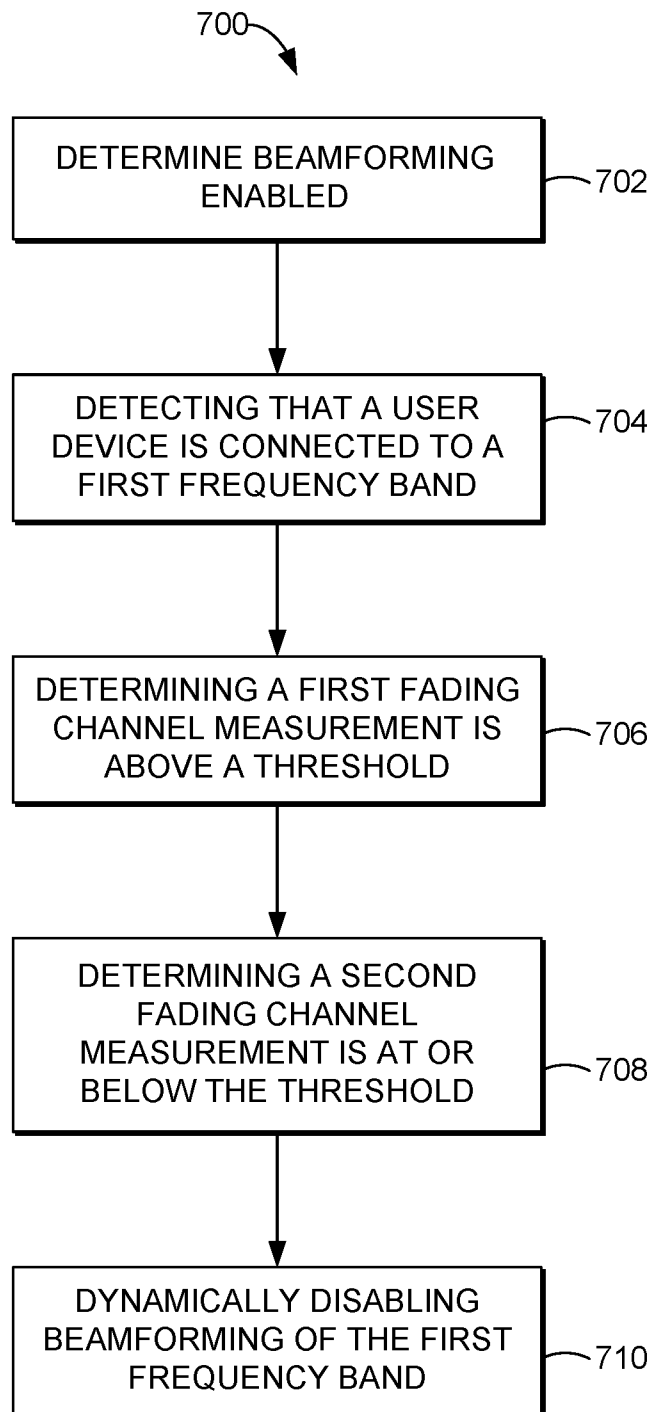 700
DETERMINE BEAMFORMING
ENABLED
702
DETECTING THAT A USER
DEVICE IS CONNECTED TO A
FIRST FREQUENCY BAND
704
DETERMINING A FIRST FADING
CHANNEL MEASUREMENT IS
ABOVE A THRESHOLD
706
DETERMINING A SECOND
FADING CHANNEL
MEASUREMENT IS AT OR
BELOW THE THRESHOLD
708
DYNAMICALLY DISABLING
BEAMFORMING OF THE FIRST
FREQUENCY BAND
710